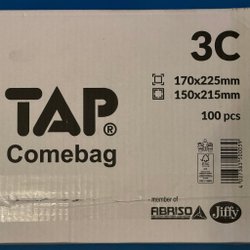 3C
170x225mm
150x215mm
100 pcs
TAP®
Comebag
member of
ABRISO
Jiffy